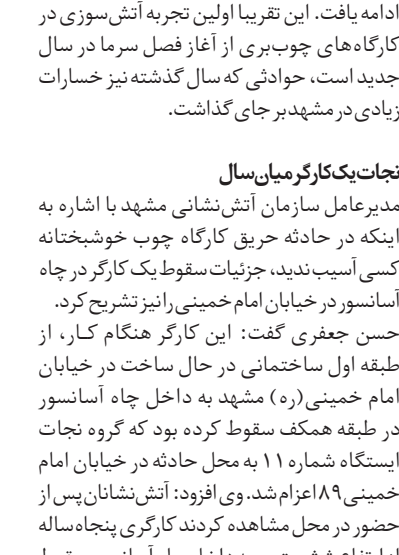 ادامه یافت. این تقریبا اولین تجربه آتش‌سوزی در
کارگاه‌های چوب‌بری از آغاز فصل سرما در سال
جدید است، حوادثی که سال گذشته نیز خسارات
زیادی در مشهد بر جای گذاشت.
نجات یک کارگر میان‌سال
مدیرعامل سازمان آتش‌نشانی مشهد با اشاره به
اینکه در حادثه حریق کارگاه چوب خوشبختانه
کسی آسیب ندید، جزئیات سقوط یک کارگر در چاه
آسانسور در خیابان امام خمینی را نیز تشریح کرد.
حسن جعفری گفت: این کارگر هنگام کار، از
طبقه اول ساختمانی در حال ساخت در خیابان
امام خمینی(ره) مشهد به داخل چاه آسانسور
در طبقه همکف سقوط کرده بود که گروه نجات
ایستگاه شماره ۱۱ به محل حادثه در خیابان امام
خمینی۸۹ اعزام شد. وی افزود: آتش‌نشانان پس از
حضور در محل مشاهده کردند کارگری پنجاه‌ساله